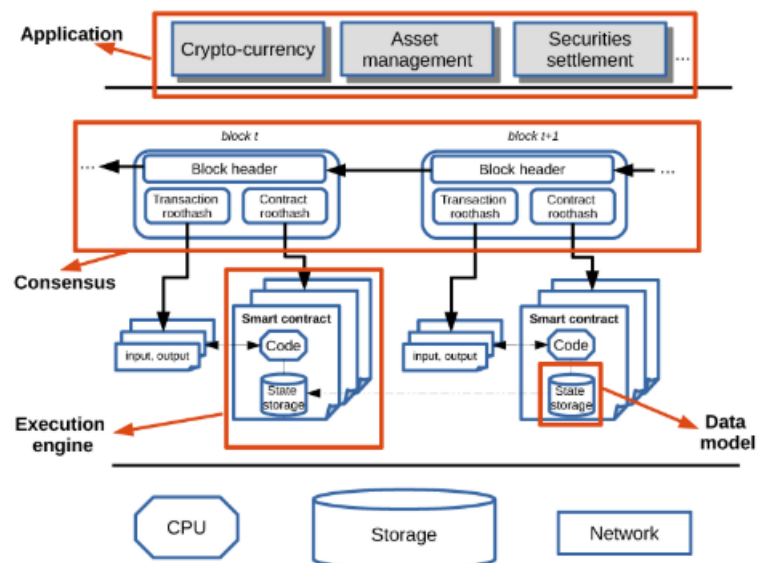 Application
Crypto-currency
Asset
management
Securities
settlement
...
block t
block t+1
...
Block header
Block header
...
Transaction
roothash
Contract
roothash
Transaction
roothash
Contract
roothash
Consensus
Smart contract
Smart contract
input, output
Code
input, output
Code
State
storage
State
storage
Execution
engine
Data
model
CPU
Storage
Network